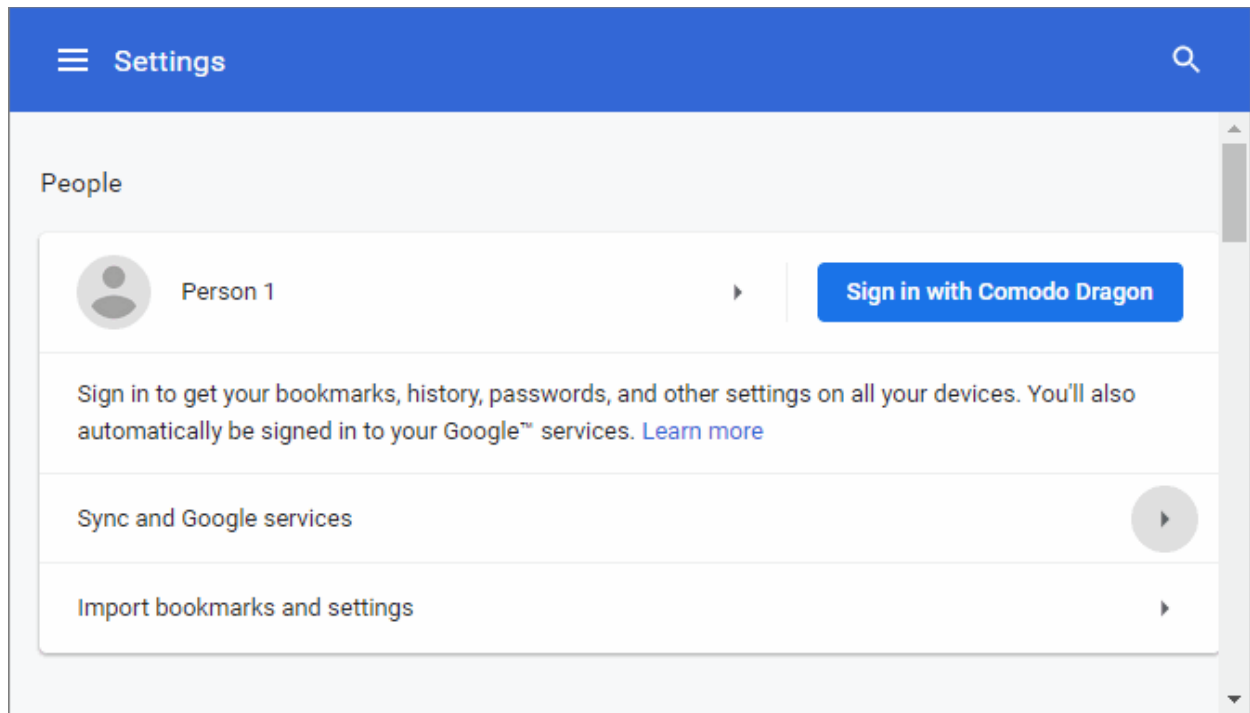 Settings
People
Person 1
Sign in with Comodo Dragon
Sign in to get your bookmarks, history, passwords, and other settings on all your devices. You'll also
automatically be signed in to your Google™ services. Learn more
Sync and Google services
Import bookmarks and settings